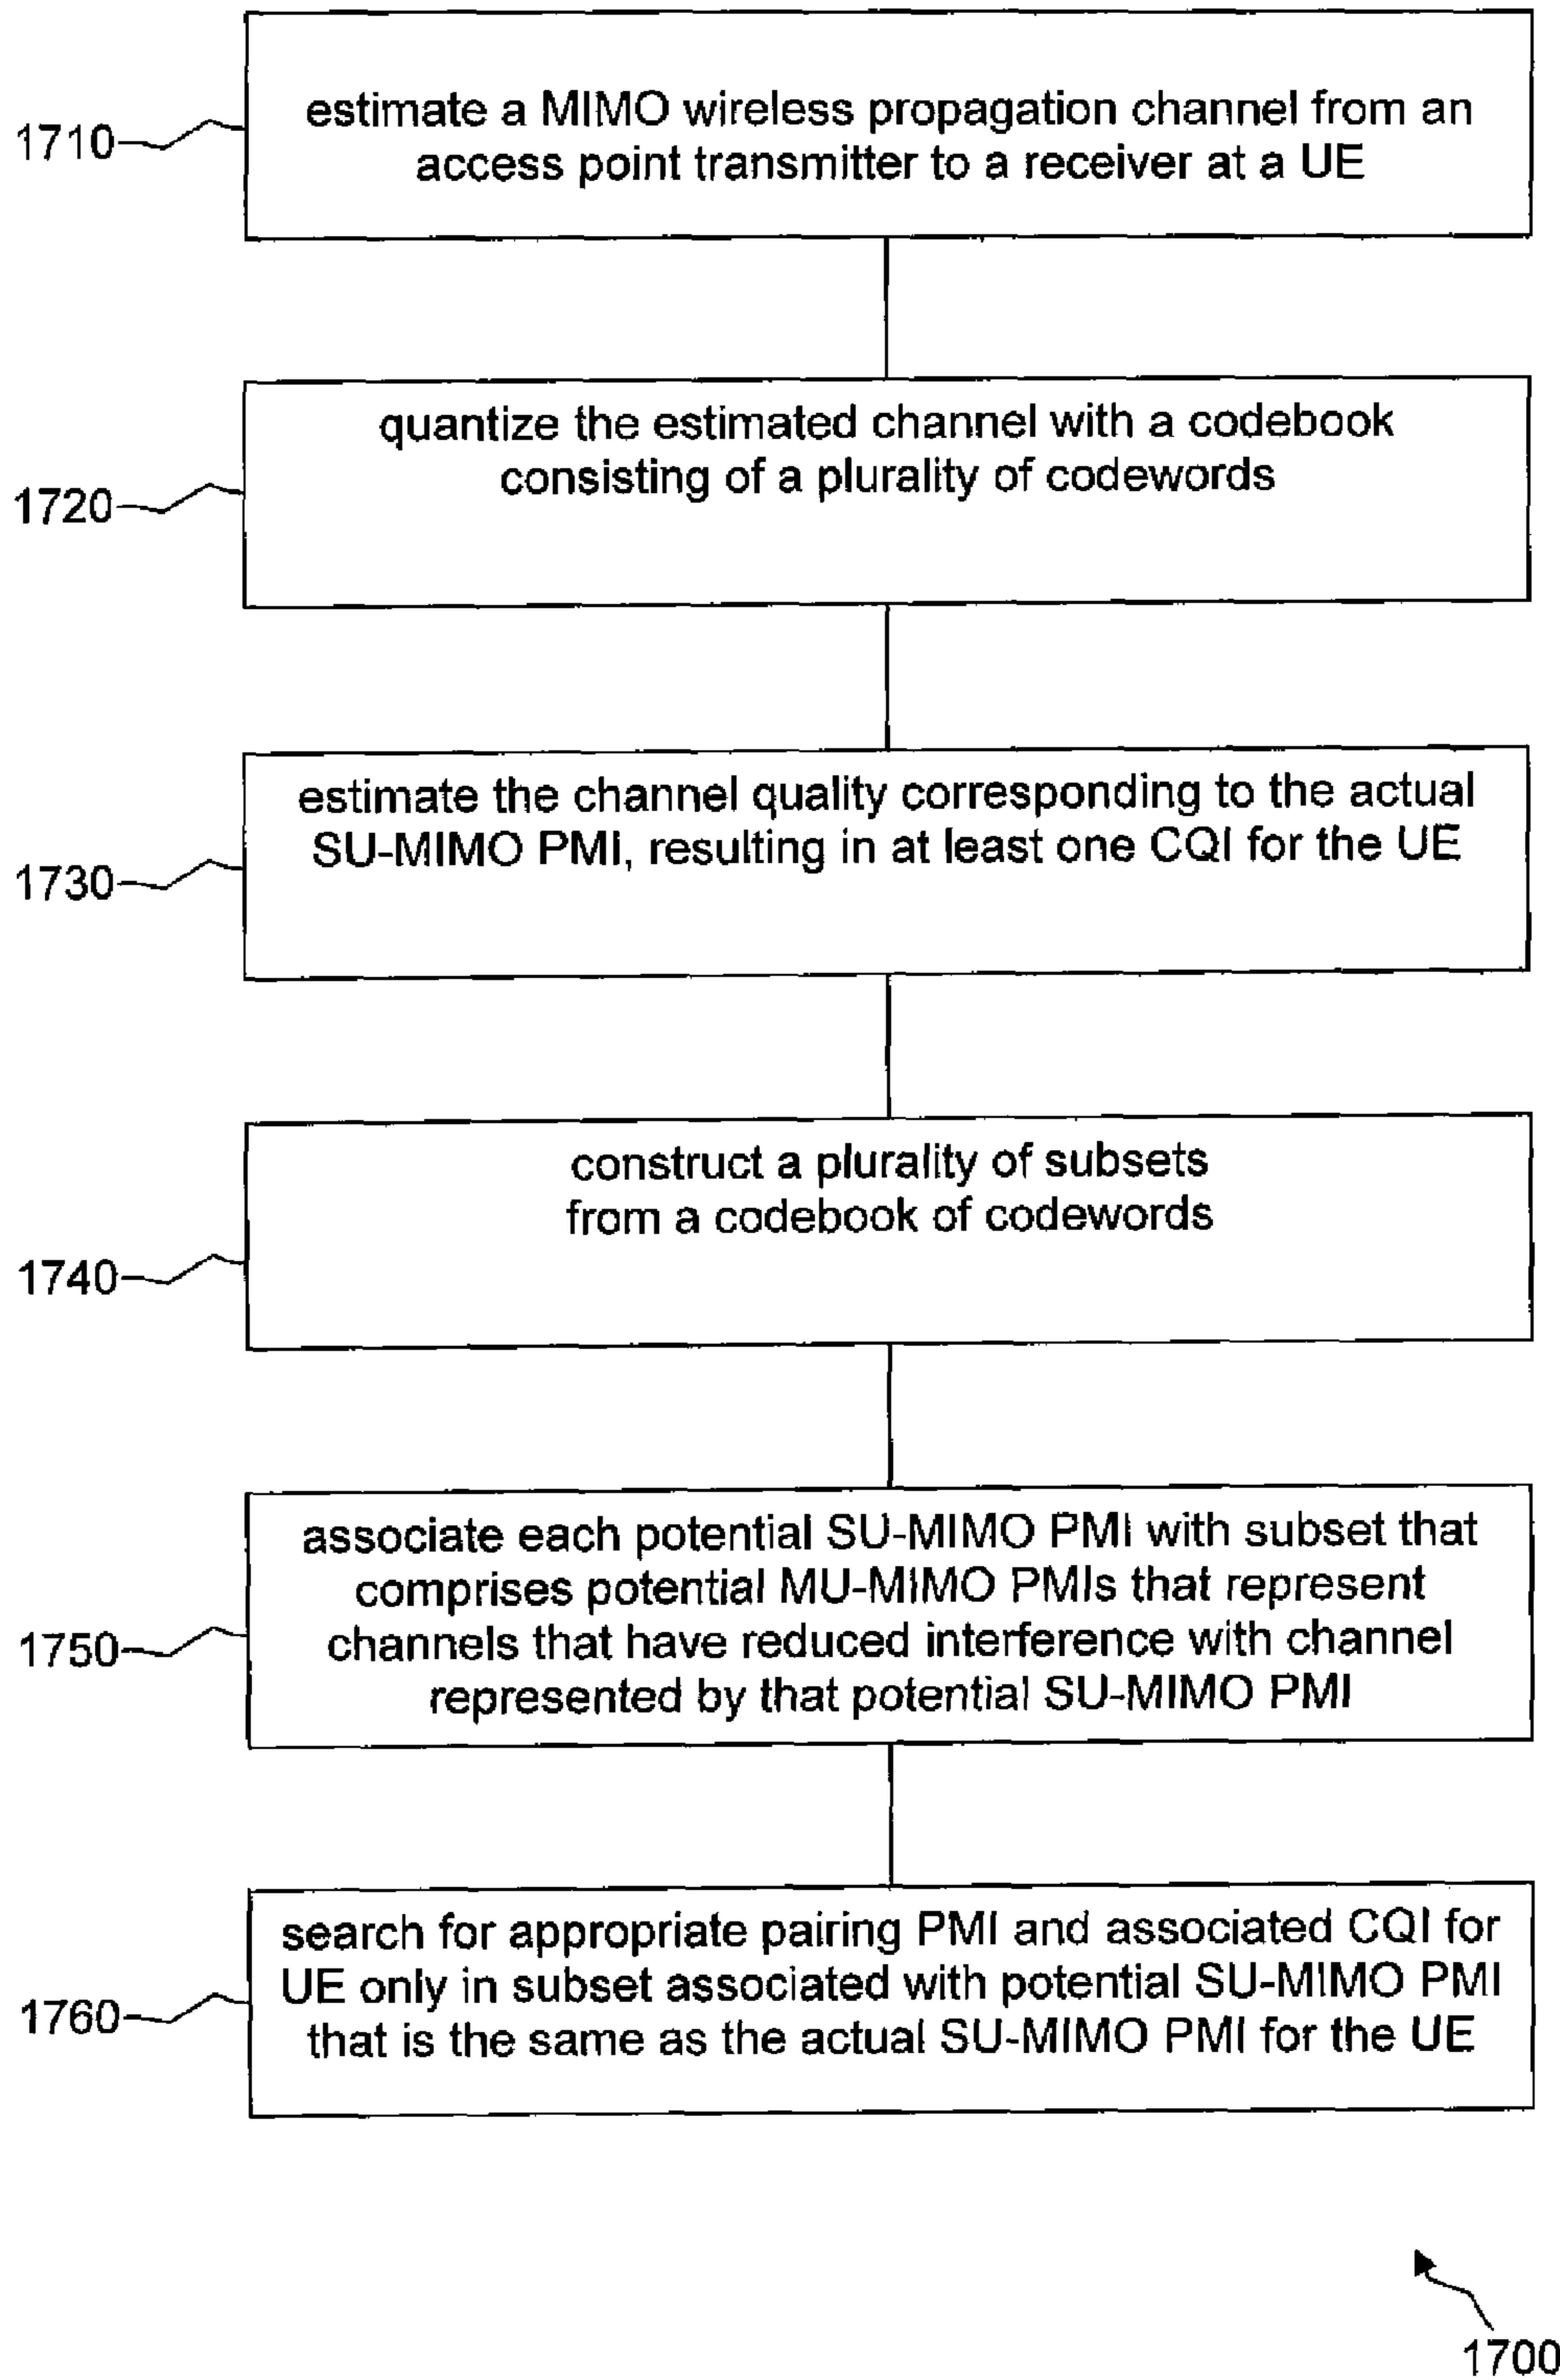 estimate a MIMO wireless propagation channel from an
access point transmitter to a receiver at a UE
1710
quantize the estimated channel with a codebook
consisting of a plurality of codewords
1720
estimate the channel quality corresponding to the actual
SU-MIMO PMI, resulting in at least one CQI for the UE
1730
construct a plurality of subsets
from a codebook of codewords
1740
associate each potential SU-MIMO PMI with subset that
comprises potential MU-MIMO PMIs that represent
channels that have reduced interference with channel
represented by that potential SU-MIMO PMI
1750
search for appropriate pairing PMI and associated CQI for
UE only in subset associated with potential SU-MIMO PMI
that is the same as the actual SU-MIMO PMI for the UE
1760
1700